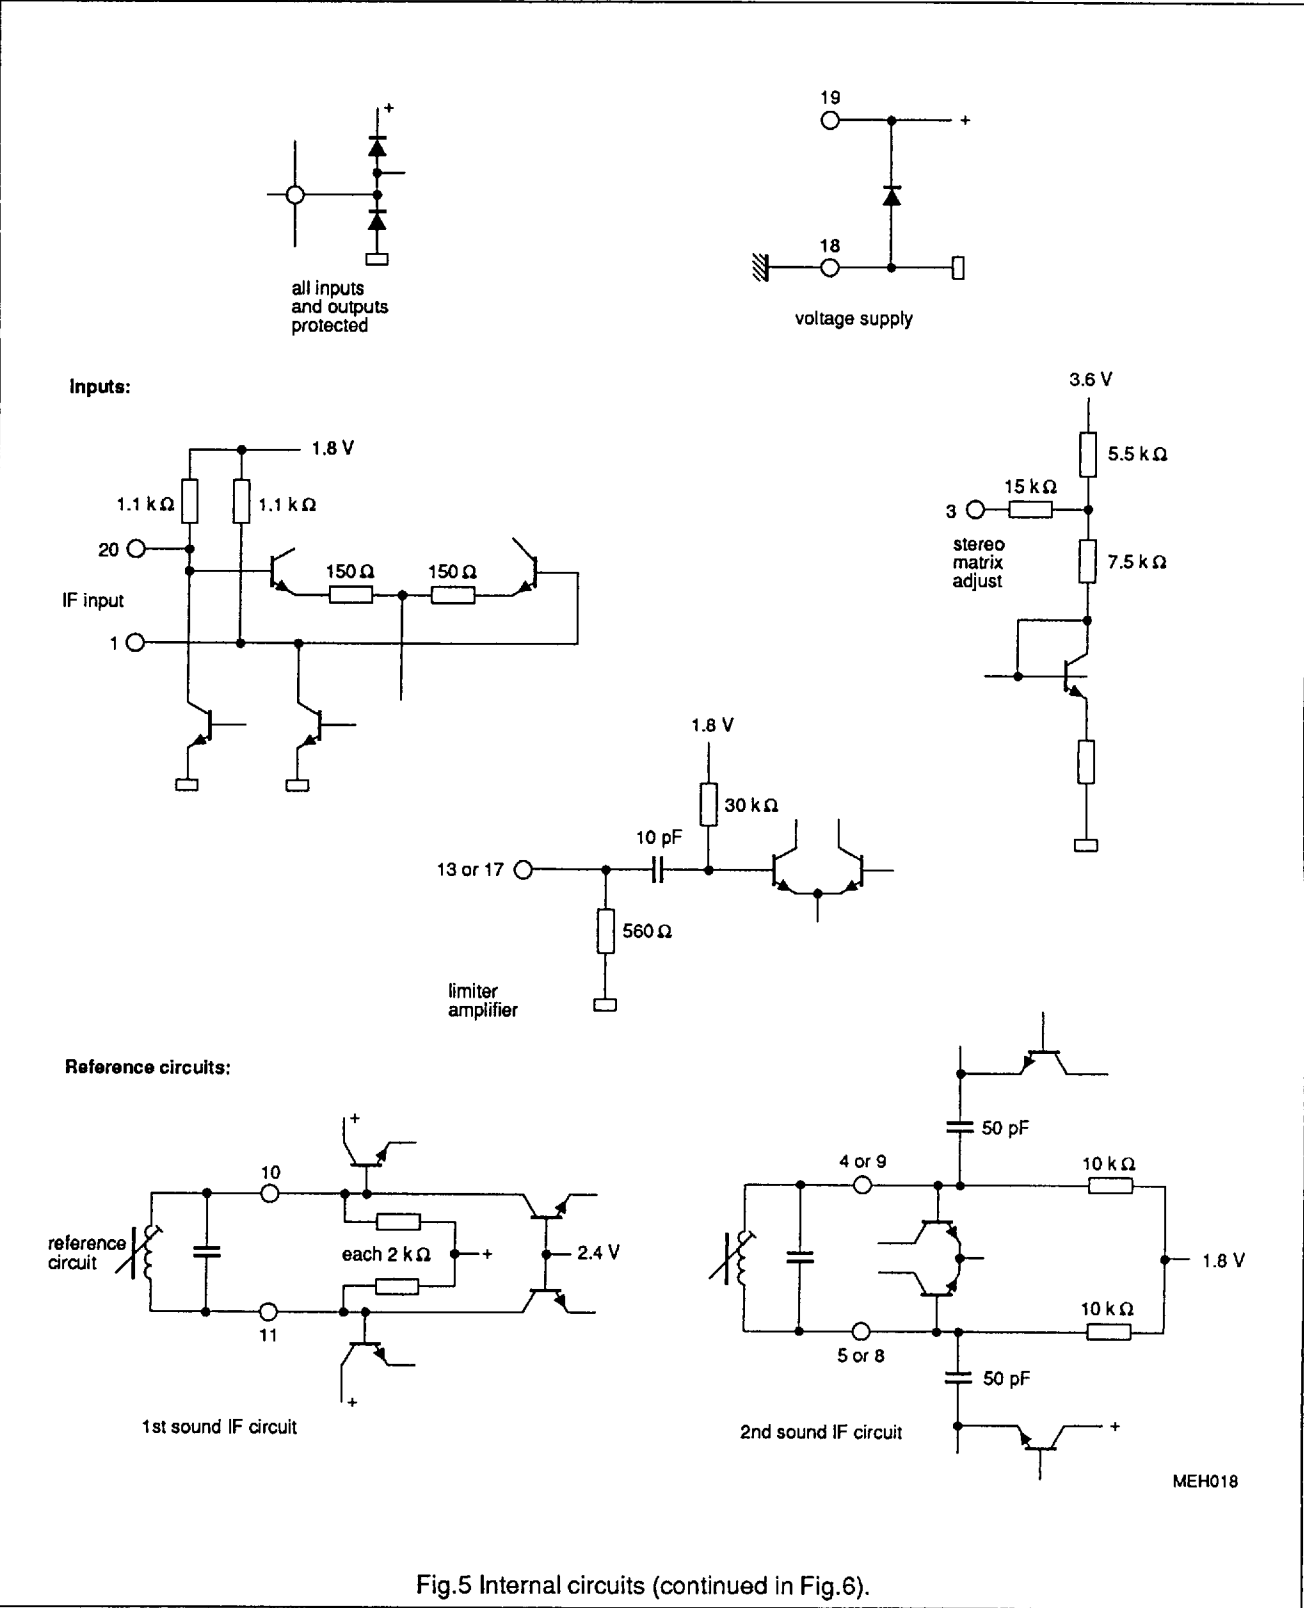 +
19
+
18
all inputs
and outputs
protected
voltage supply
Inputs:
3.6 V
1.8 V
5.5 kΩ
1.1 kΩ
1.1 kΩ
15 kΩ
3
20
stereo
matrix
adjust
150 Ω
150 Ω
7.5 kΩ
IF input
1
1.8 V
30 kΩ
10 pF
13 or 17
560 Ω
limiter
amplifier
Reference circuits:
+
50 pF
10
4 or 9
10 kΩ
reference
circuit
each 2 kΩ
+
2.4 V
1.8 V
10 kΩ
11
5 or 8
50 pF
+
1st sound IF circuit
2nd sound IF circuit
+
MEH018
Fig.5 Internal circuits (continued in Fig.6).